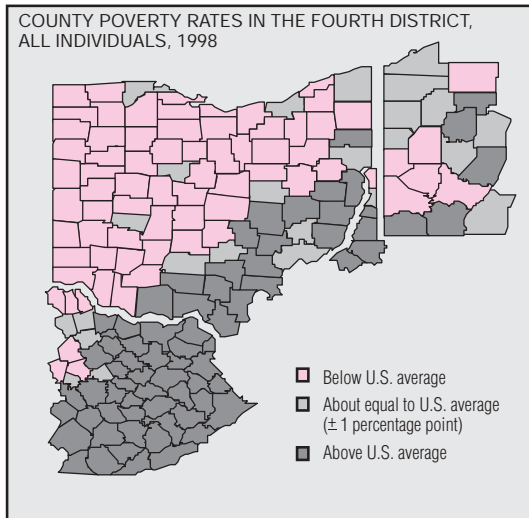 COUNTY POVERTY RATES IN THE FOURTH DISTRICT,
ALL INDIVIDUALS, 1998
Below U.S. average
About equal to U.S. average
(± 1 percentage point)
Above U.S. average